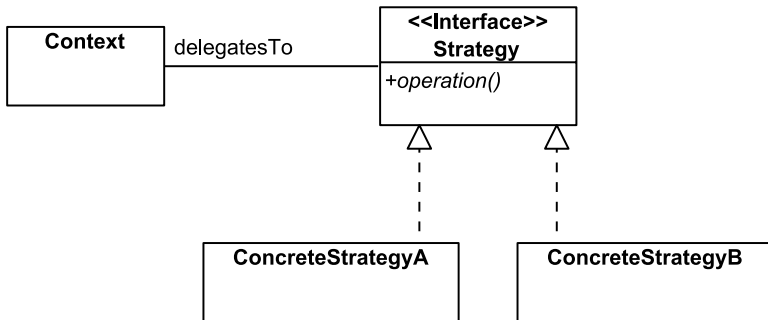 Context
delegatesTo
<<Interface>>
Strategy
+operation()
ConcreteStrategyA
ConcreteStrategyB